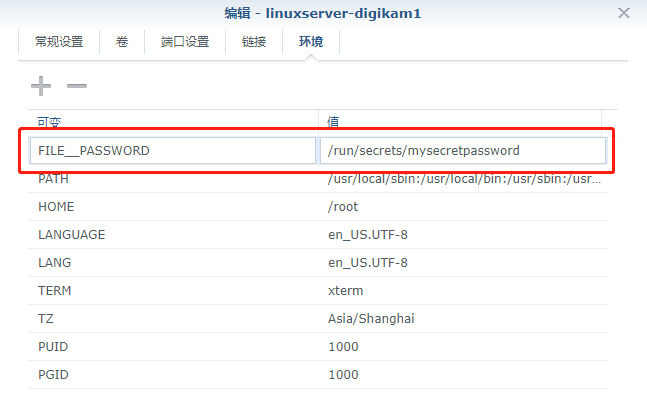 编辑 - linuxserver-digikam1
常规设置 卷 端口设置 链接 环境
可变 值
FILE__PASSWORD /run/secrets/mysecretpassword
PATH /usr/local/sbin:/usr/local/bin:/usr/sbin:/usr...
HOME /root
LANGUAGE en_US.UTF-8
LANG en_US.UTF-8
TERM xterm
TZ Asia/Shanghai
PUID 1000
PGID 1000